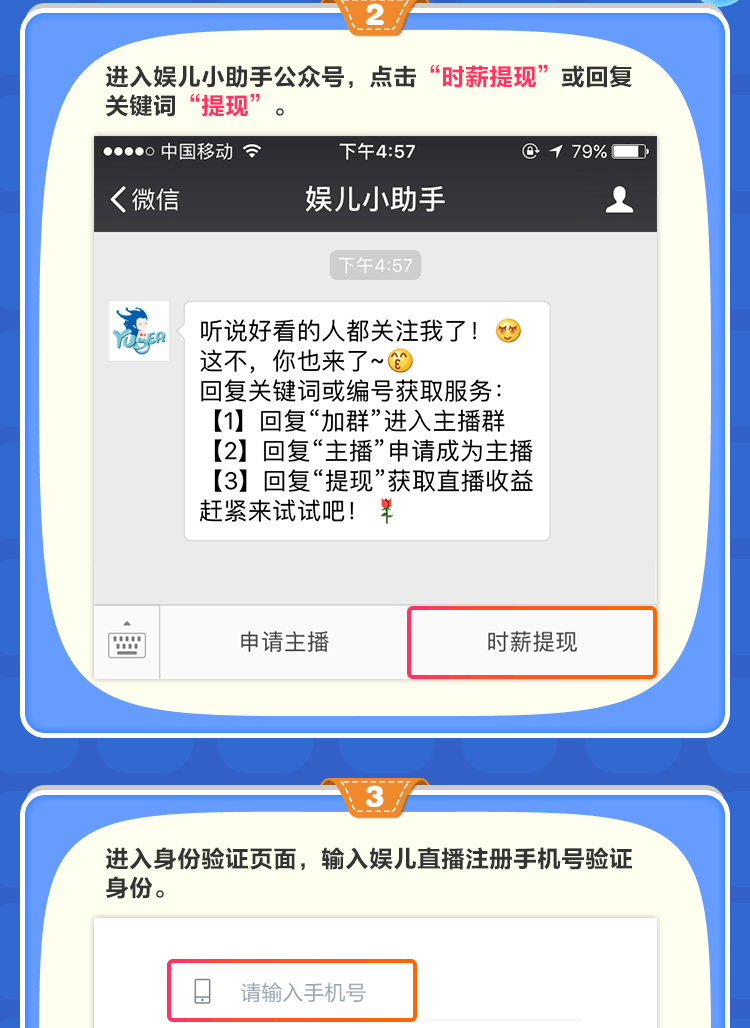 2
进入娱儿小助手公众号，点击“时薪提现”或回复
关键词“提现”。
中国移动 下午4:57 79%
微信 娱儿小助手
下午4:57
YUSER
听说好看的人都关注我了！
这不，你也来了~
回复关键词或编号获取服务：
【1】回复“加群”进入主播群
【2】回复“主播”申请成为主播
【3】回复“提现”获取直播收益
赶紧来试试吧！
申请主播 时薪提现
3
进入身份验证页面，输入娱儿直播注册手机号验证
身份。
请输入手机号